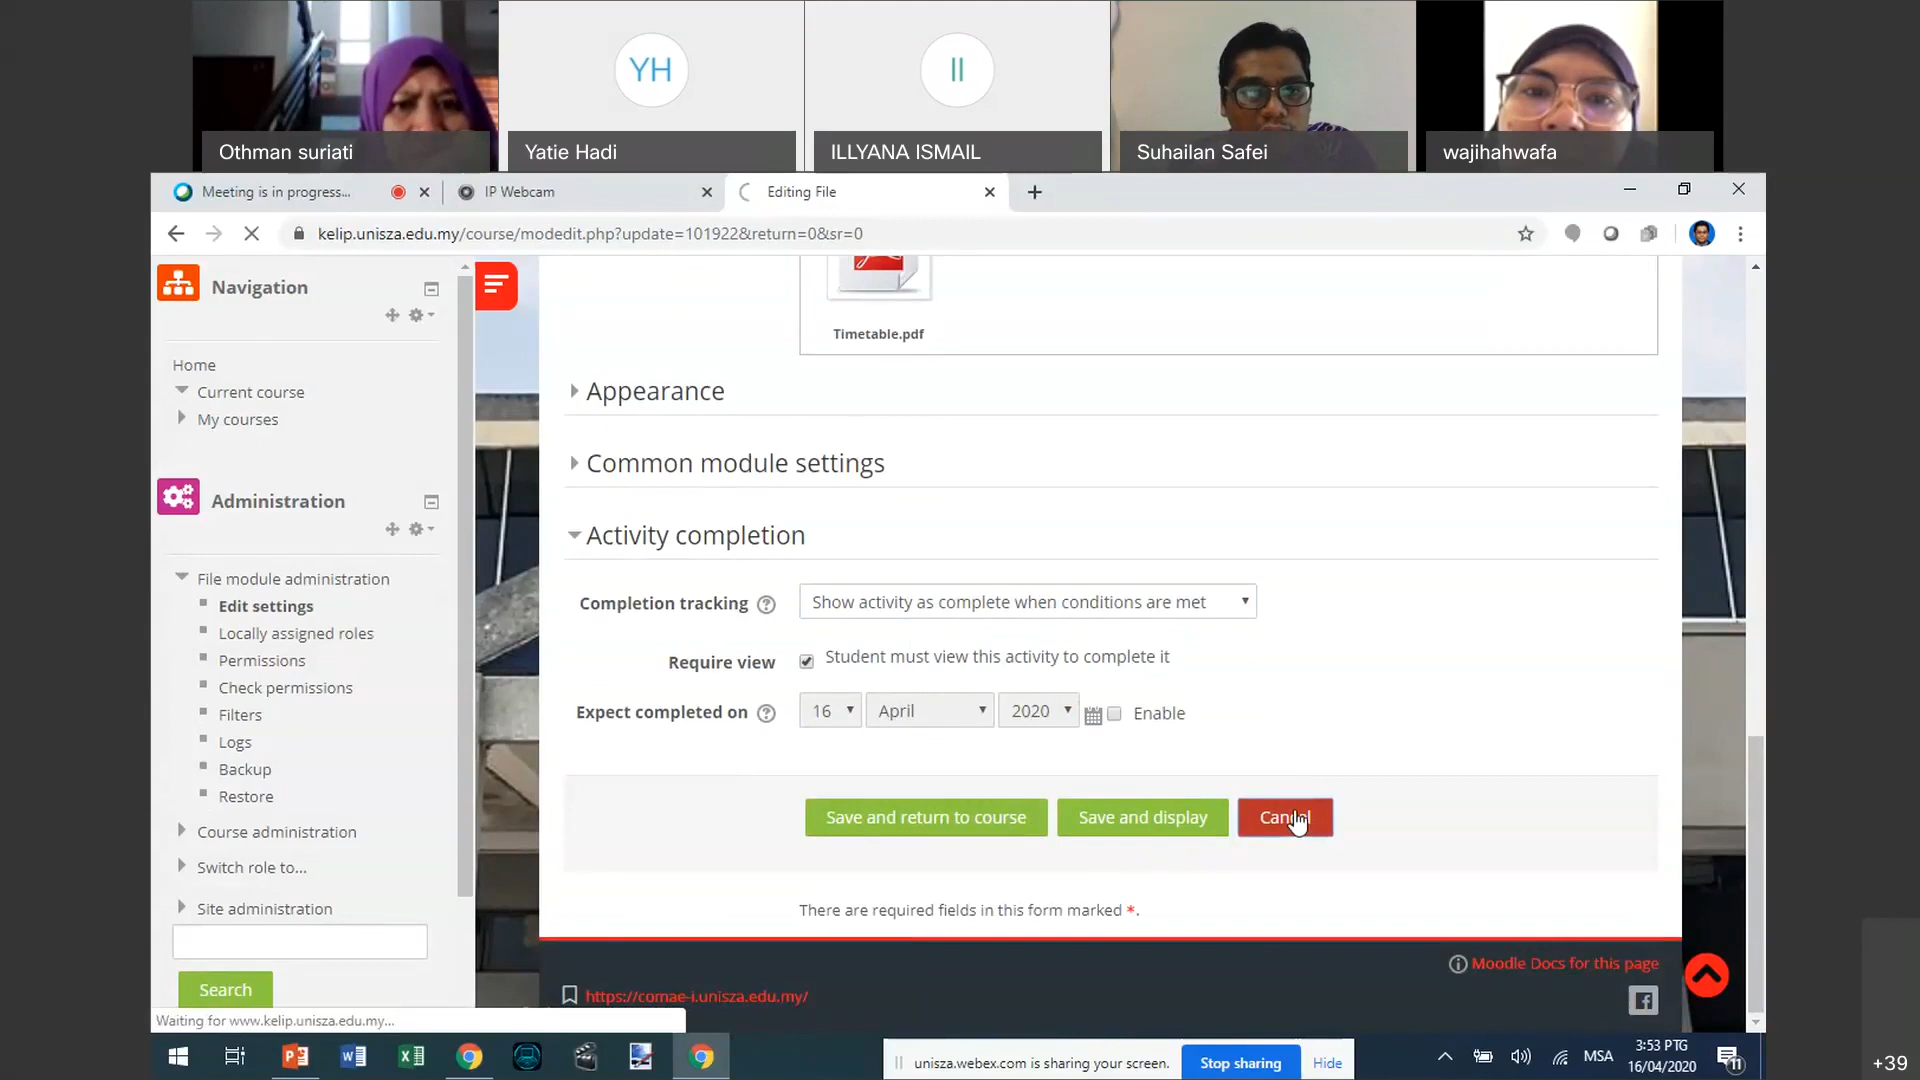 YH
II
Othman suriati
Yatie Hadi
ILLYANA ISMAIL
Suhailan Safei
wajihahwafa
Meeting is in progress...
IP Webcam
Editing File
kelip.unisza.edu.my/course/modedit.php?update=101922&return=0&sr=0
Navigation
Home
Current course
My courses
Administration
File module administration
Edit settings
Locally assigned roles
Permissions
Check permissions
Filters
Logs
Backup
Restore
Course administration
Switch role to...
Site administration
Search
Waiting for www.kelip.unisza.edu.my...
Timetable.pdf
Appearance
Common module settings
Activity completion
Completion tracking ? Show activity as complete when conditions are met
Require view Student must view this activity to complete it
Expect completed on ? 16 April 2020 Enable
Save and return to course Save and display Cancel
There are required fields in this form marked *.
Moodle Docs for this page
https://comae-i.unisza.edu.my/
unisza.webex.com is sharing your screen. Stop sharing Hide
MSA
3:53 PTG
16/04/2020
11
+39